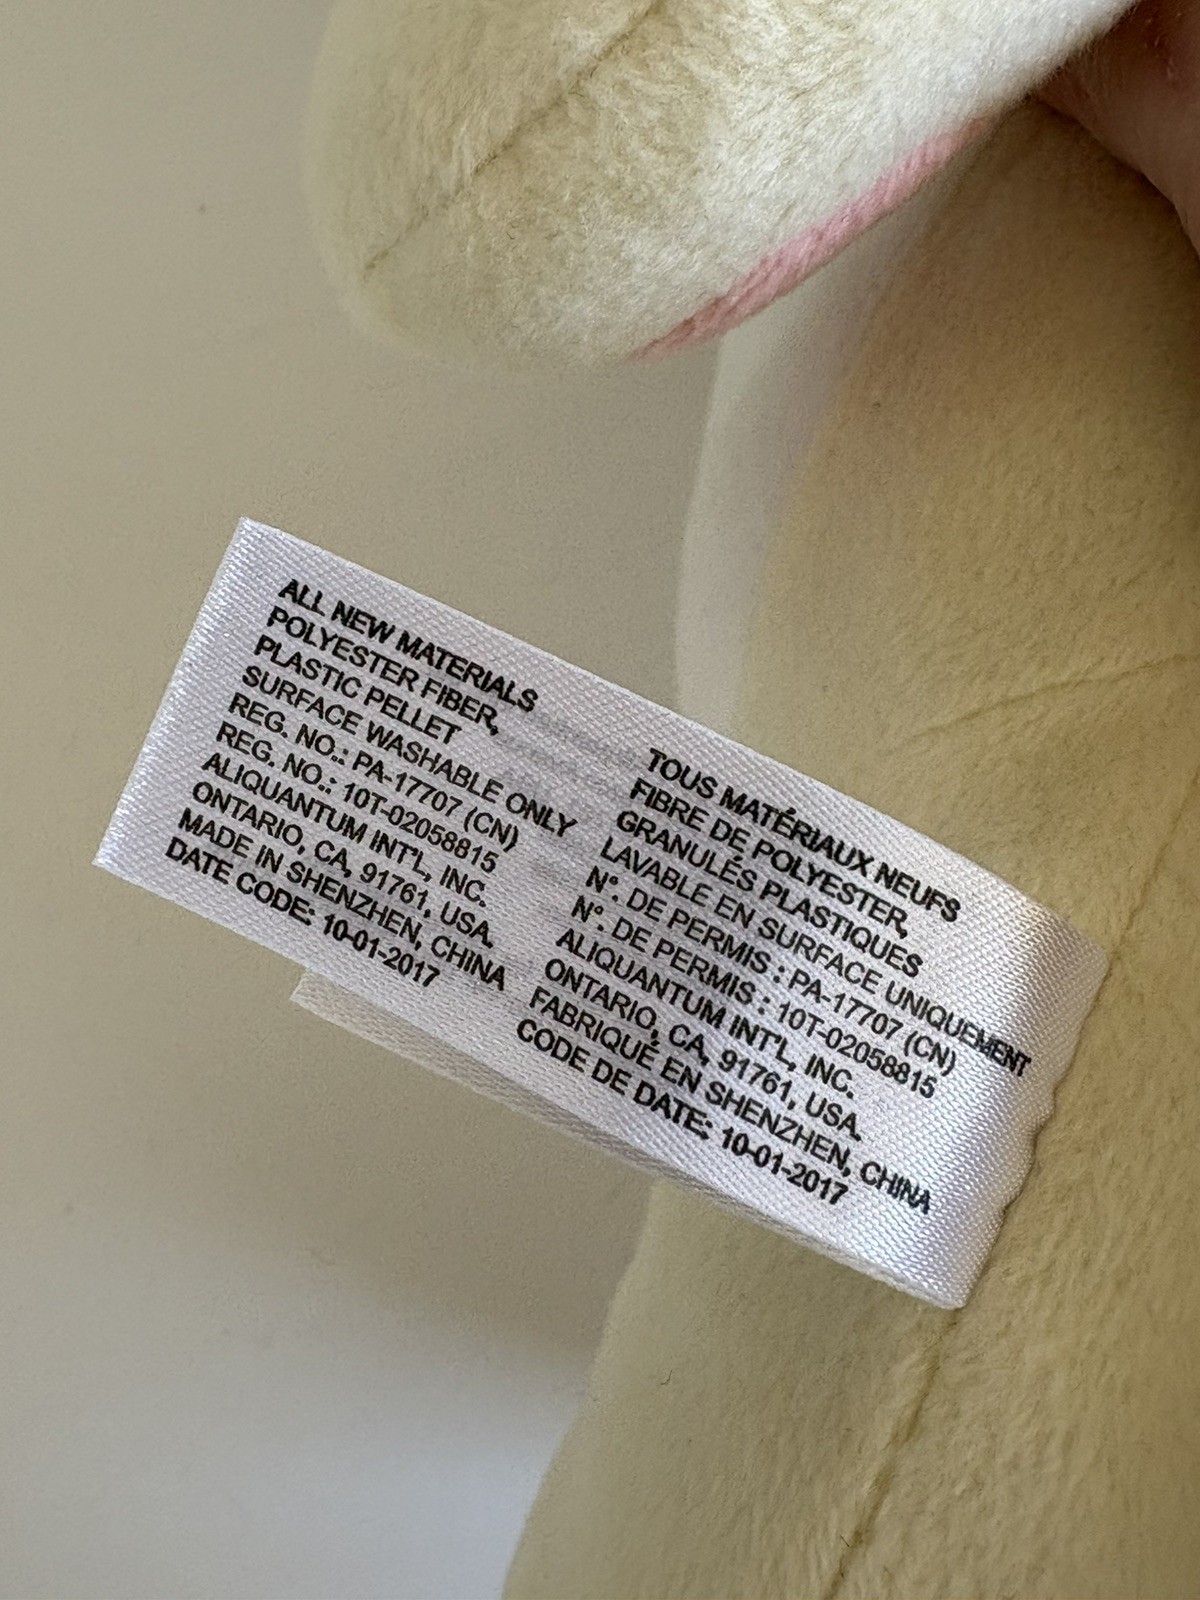 ALL NEW MATERIALS
POLYESTER FIBER,
PLASTIC PELLET
SURFACE WASHABLE ONLY
REG. NO.: PA-17707 (CN)
REG. NO.: 10T-02058815
ALIQUANTUM INT'L, INC.
ONTARIO, CA, 91761, USA.
MADE IN SHENZHEN, CHINA
DATE CODE: 10-01-2017
TOUS MATÉRIAUX NEUFS
FIBRE DE POLYESTER,
GRANULÉS PLASTIQUES
LAVABLE EN SURFACE UNIQUEMENT
N°. DE PERMIS : PA-17707 (CN)
N°. DE PERMIS : 10T-02058815
ALIQUANTUM INT'L, INC.
ONTARIO, CA, 91761, USA.
FABRIQUÉ EN SHENZHEN, CHINA
CODE DE DATE: 10-01-2017